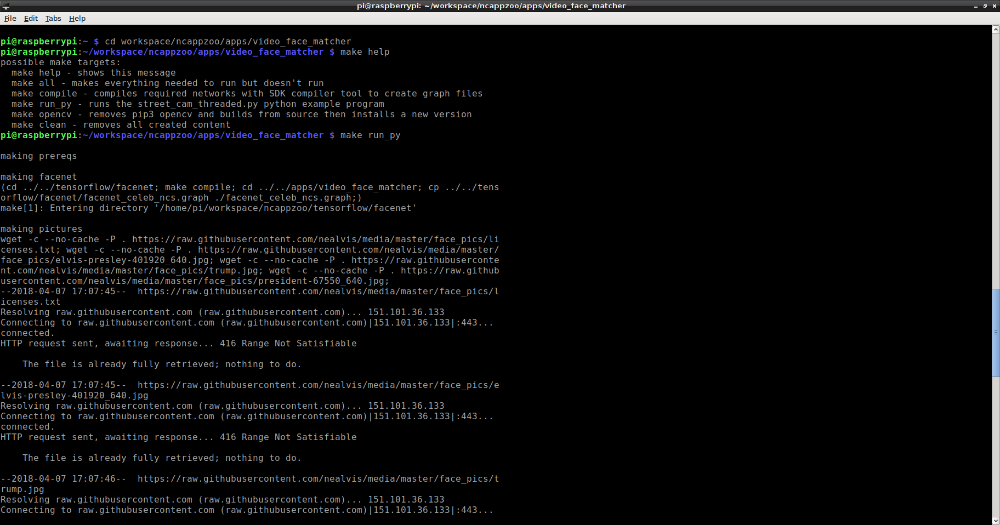 pi@raspberrypi: ~/workspace/ncappzoo/apps/video_face_matcher
File Edit Tabs Help
pi@raspberrypi:~ $ cd workspace/ncappzoo/apps/video_face_matcher
pi@raspberrypi:~/workspace/ncappzoo/apps/video_face_matcher $ make help
possible make targets:
  make help - shows this message
  make all - makes everything needed to run but doesn't run
  make compile - compiles required networks with SDK compiler tool to create graph files
  make run_py - runs the street_cam_threaded.py python example program
  make opencv - removes pip3 opencv and builds from source then installs a new version
  make clean - removes all created content
pi@raspberrypi:~/workspace/ncappzoo/apps/video_face_matcher $ make run_py
making prereqs
making facenet
(cd ../../tensorflow/facenet; make compile; cd ../../apps/video_face_matcher; cp ../../tens
orflow/facenet/facenet_celeb_ncs.graph ./facenet_celeb_ncs.graph;)
make[1]: Entering directory '/home/pi/workspace/ncappzoo/tensorflow/facenet'
making pictures
wget -c --no-cache -P . https://raw.githubusercontent.com/nealvis/media/master/face_pics/li
censes.txt; wget -c --no-cache -P . https://raw.githubusercontent.com/nealvis/media/master/
face_pics/elvis-presley-401920_640.jpg; wget -c --no-cache -P . https://raw.githubuserconte
nt.com/nealvis/media/master/face_pics/trump.jpg; wget -c --no-cache -P . https://raw.github
usercontent.com/nealvis/media/master/face_pics/president-67550_640.jpg;
--2018-04-07 17:07:45--  https://raw.githubusercontent.com/nealvis/media/master/face_pics/l
icenses.txt
Resolving raw.githubusercontent.com (raw.githubusercontent.com)... 151.101.36.133
Connecting to raw.githubusercontent.com (raw.githubusercontent.com)|151.101.36.133|:443...
connected.
HTTP request sent, awaiting response... 416 Range Not Satisfiable
    The file is already fully retrieved; nothing to do.
--2018-04-07 17:07:45--  https://raw.githubusercontent.com/nealvis/media/master/face_pics/e
lvis-presley-401920_640.jpg
Resolving raw.githubusercontent.com (raw.githubusercontent.com)... 151.101.36.133
Connecting to raw.githubusercontent.com (raw.githubusercontent.com)|151.101.36.133|:443...
connected.
HTTP request sent, awaiting response... 416 Range Not Satisfiable
    The file is already fully retrieved; nothing to do.
--2018-04-07 17:07:46--  https://raw.githubusercontent.com/nealvis/media/master/face_pics/t
rump.jpg
Resolving raw.githubusercontent.com (raw.githubusercontent.com)... 151.101.36.133
Connecting to raw.githubusercontent.com (raw.githubusercontent.com)|151.101.36.133|:443...